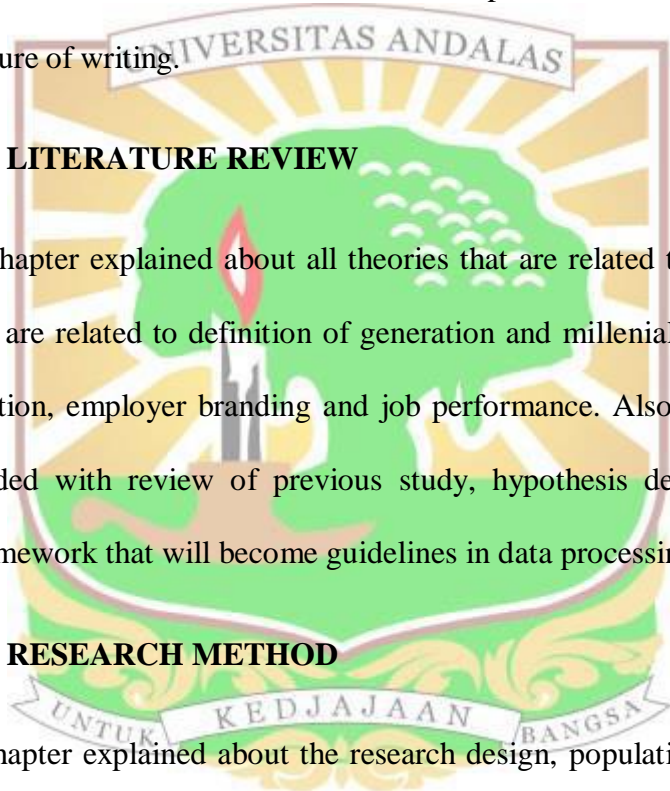 UNIVERSITAS ANDALAS
ure of writing.
LITERATURE REVIEW
hapter explained about all theories that are related t
are related to definition of generation and millenial
tion, employer branding and job performance. Also
ded with review of previous study, hypothesis de
mework that will become guidelines in data processin
RESEARCH METHOD
UNTUK KEDJAJAAN BANGSA
hapter explained about the research design, populati